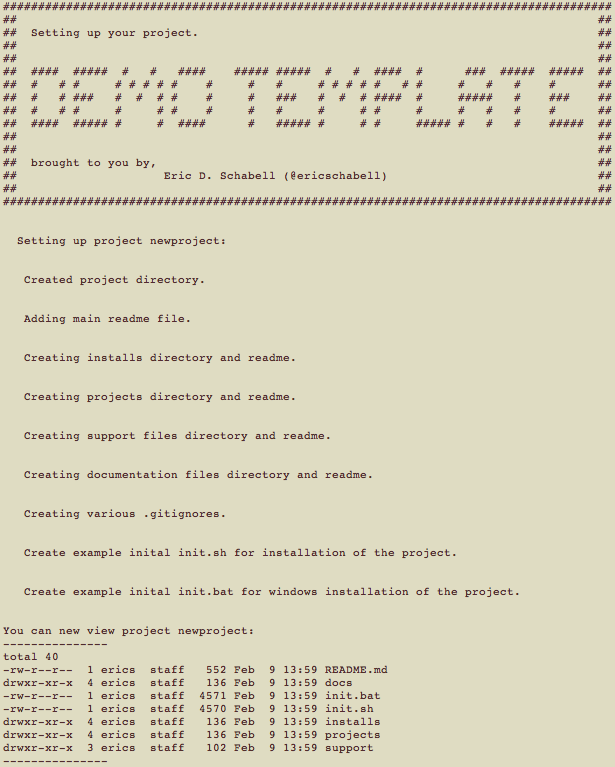 Setting up your project.
DEMO TEMPLATE
brought to you by,
Eric D. Schabell (@ericschabell)
Setting up project newproject:
Created project directory.
Adding main readme file.
Creating installs directory and readme.
Creating projects directory and readme.
Creating support files directory and readme.
Creating documentation files directory and readme.
Creating various .gitignores.
Create example inital init.sh for installation of the project.
Create example inital init.bat for windows installation of the project.
You can new view project newproject:
---------------
total 40
-rw-r--r--  1 erics  staff   552 Feb  9 13:59 README.md
drwxr-xr-x  4 erics  staff   136 Feb  9 13:59 docs
-rw-r--r--  1 erics  staff  4571 Feb  9 13:59 init.bat
-rw-r--r--  1 erics  staff  4570 Feb  9 13:59 init.sh
drwxr-xr-x  4 erics  staff   136 Feb  9 13:59 installs
drwxr-xr-x  4 erics  staff   136 Feb  9 13:59 projects
drwxr-xr-x  3 erics  staff   102 Feb  9 13:59 support
---------------